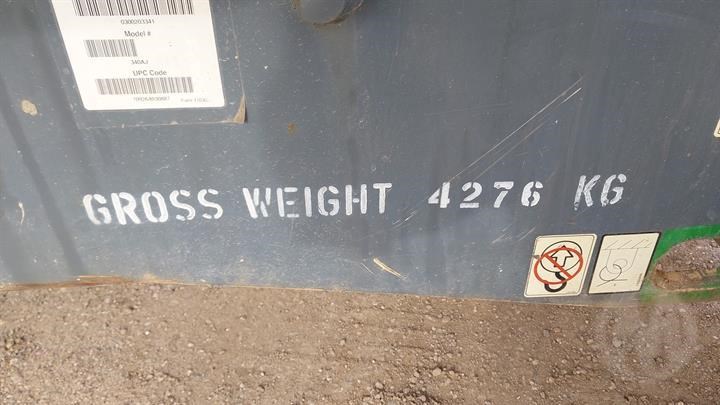 0300203341
Model #
340AJ
UPC Code
GROSS WEIGHT 4276 KG